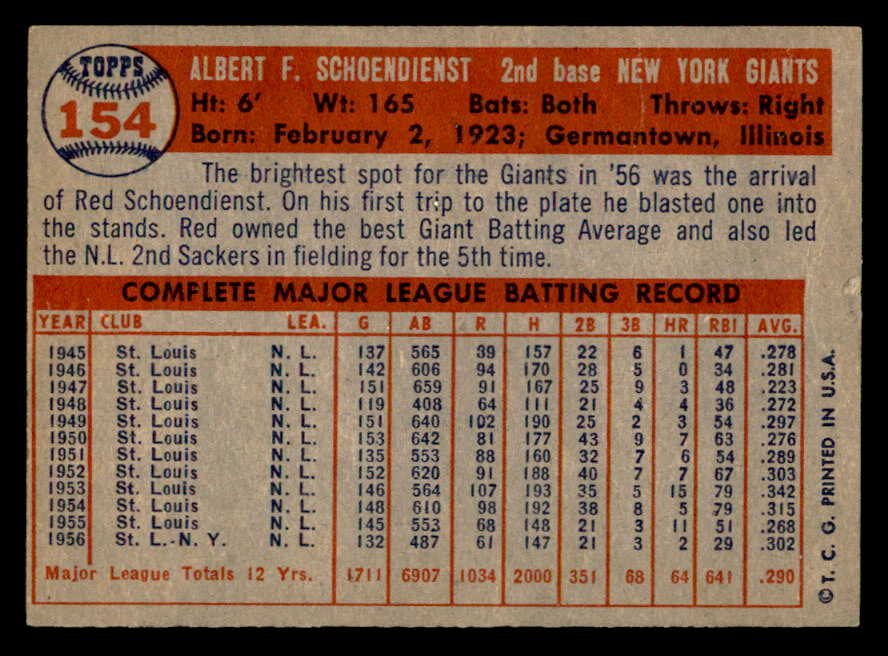 TOPPS
154
ALBERT F. SCHOENDIENST 2nd base NEW YORK GIANTS
Ht: 6' Wt: 165 Bats: Both Throws: Right
Born: February 2, 1923; Germantown, Illinois
The brightest spot for the Giants in '56 was the arrival
of Red Schoendienst. On his first trip to the plate he blasted one into
the stands. Red owned the best Giant Batting Average and also led
the N.L. 2nd Sackers in fielding for the 5th time.
COMPLETE MAJOR LEAGUE BATTING RECORD
YEAR CLUB LEA. G AB R H 2B 3B HR RBI AVG.
1945 St. Louis N. L. 137 565 39 157 22 6 1 47 .278
1946 St. Louis N. L. 142 606 94 170 28 5 0 34 .281
1947 St. Louis N. L. 151 659 91 167 25 9 3 48 .223
1948 St. Louis N. L. 119 408 64 111 21 4 4 36 .272
1949 St. Louis N. L. 151 640 102 190 25 2 3 54 .297
1950 St. Louis N. L. 153 642 81 177 43 9 7 63 .276
1951 St. Louis N. L. 135 553 88 160 32 7 6 54 .289
1952 St. Louis N. L. 152 620 91 188 40 7 7 67 .303
1953 St. Louis N. L. 146 564 107 193 35 5 15 79 .342
1954 St. Louis N. L. 148 610 98 192 38 8 5 79 .315
1955 St. Louis N. L. 145 553 68 148 21 3 11 51 .268
1956 St. L.-N. Y. N. L. 132 487 61 147 21 3 2 29 .302
Major League Totals 12 Yrs. 1711 6907 1034 2000 351 68 64 641 .290
© T. C. G. PRINTED IN U.S.A.